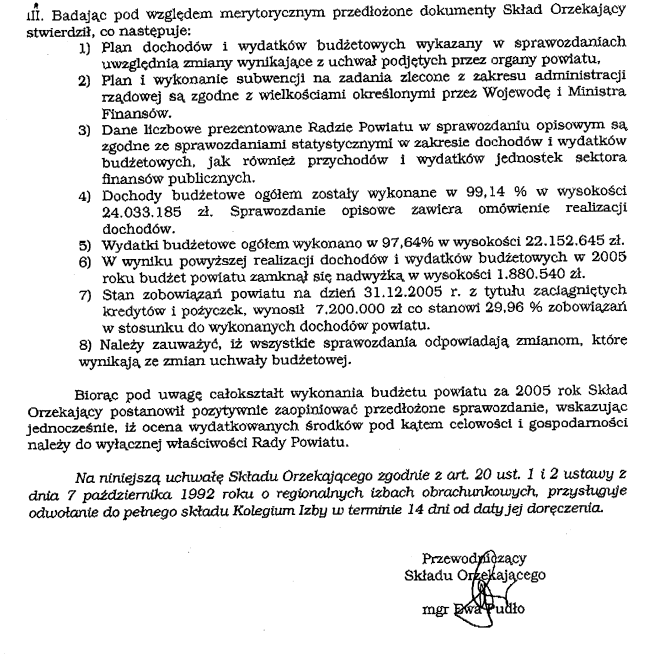 III. Badając pod względem merytorycznym przedłożone dokumenty Skład Orzekający
stwierdził, co następuje:
1) Plan dochodów i wydatków budżetowych wykazany w sprawozdaniach
uwzględnia zmiany wynikające z uchwał podjętych przez organy powiatu,
2) Plan i wykonanie subwencji na zadania zlecone z zakresu administracji
rządowej są zgodne z wielkościami określonymi przez Wojewodę i Ministra
Finansów.
3) Dane liczbowe prezentowane Radzie Powiatu w sprawozdaniu opisowym są
zgodne ze sprawozdaniami statystycznymi w zakresie dochodów i wydatków
budżetowych, jak również przychodów i wydatków jednostek sektora
finansów publicznych.
4) Dochody budżetowe ogółem zostały wykonane w 99,14 % w wysokości
24.033.185 zł. Sprawozdanie opisowe zawiera omówienie realizacji
dochodów.
5) Wydatki budżetowe ogółem wykonano w 97,64% w wysokości 22.152.645 zł.
6) W wyniku powyższej realizacji dochodów i wydatków budżetowych w 2005
roku budżet powiatu zamknął się nadwyżką w wysokości 1.880.540 zł.
7) Stan zobowiązań powiatu na dzień 31.12.2005 r. z tytułu zaciągniętych
kredytów i pożyczek, wynosił 7.200.000 zł co stanowi 29,96 % zobowiązań
w stosunku do wykonanych dochodów powiatu.
8) Należy zauważyć, iż wszystkie sprawozdania odpowiadają zmianom, które
wynikają ze zmian uchwały budżetowej.
Biorąc pod uwagę całokształt wykonania budżetu powiatu za 2005 rok Skład
Orzekający postanowił pozytywnie zaopiniować przedłożone sprawozdanie, wskazując
jednocześnie, iż ocena wydatkowanych środków pod kątem celowości i gospodarności
należy do wyłącznej właściwości Rady Powiatu.
Na niniejszą uchwałę Składu Orzekającego zgodnie z art. 20 ust. 1 i 2 ustawy z
dnia 7 października 1992 roku o regionalnych izbach obrachunkowych, przysługuje
odwołanie do pełnego składu Kolegium Izby w terminie 14 dni od daty jej doręczenia.
Przewodniczący
Składu Orzekającego
mgr Ewa Pudło